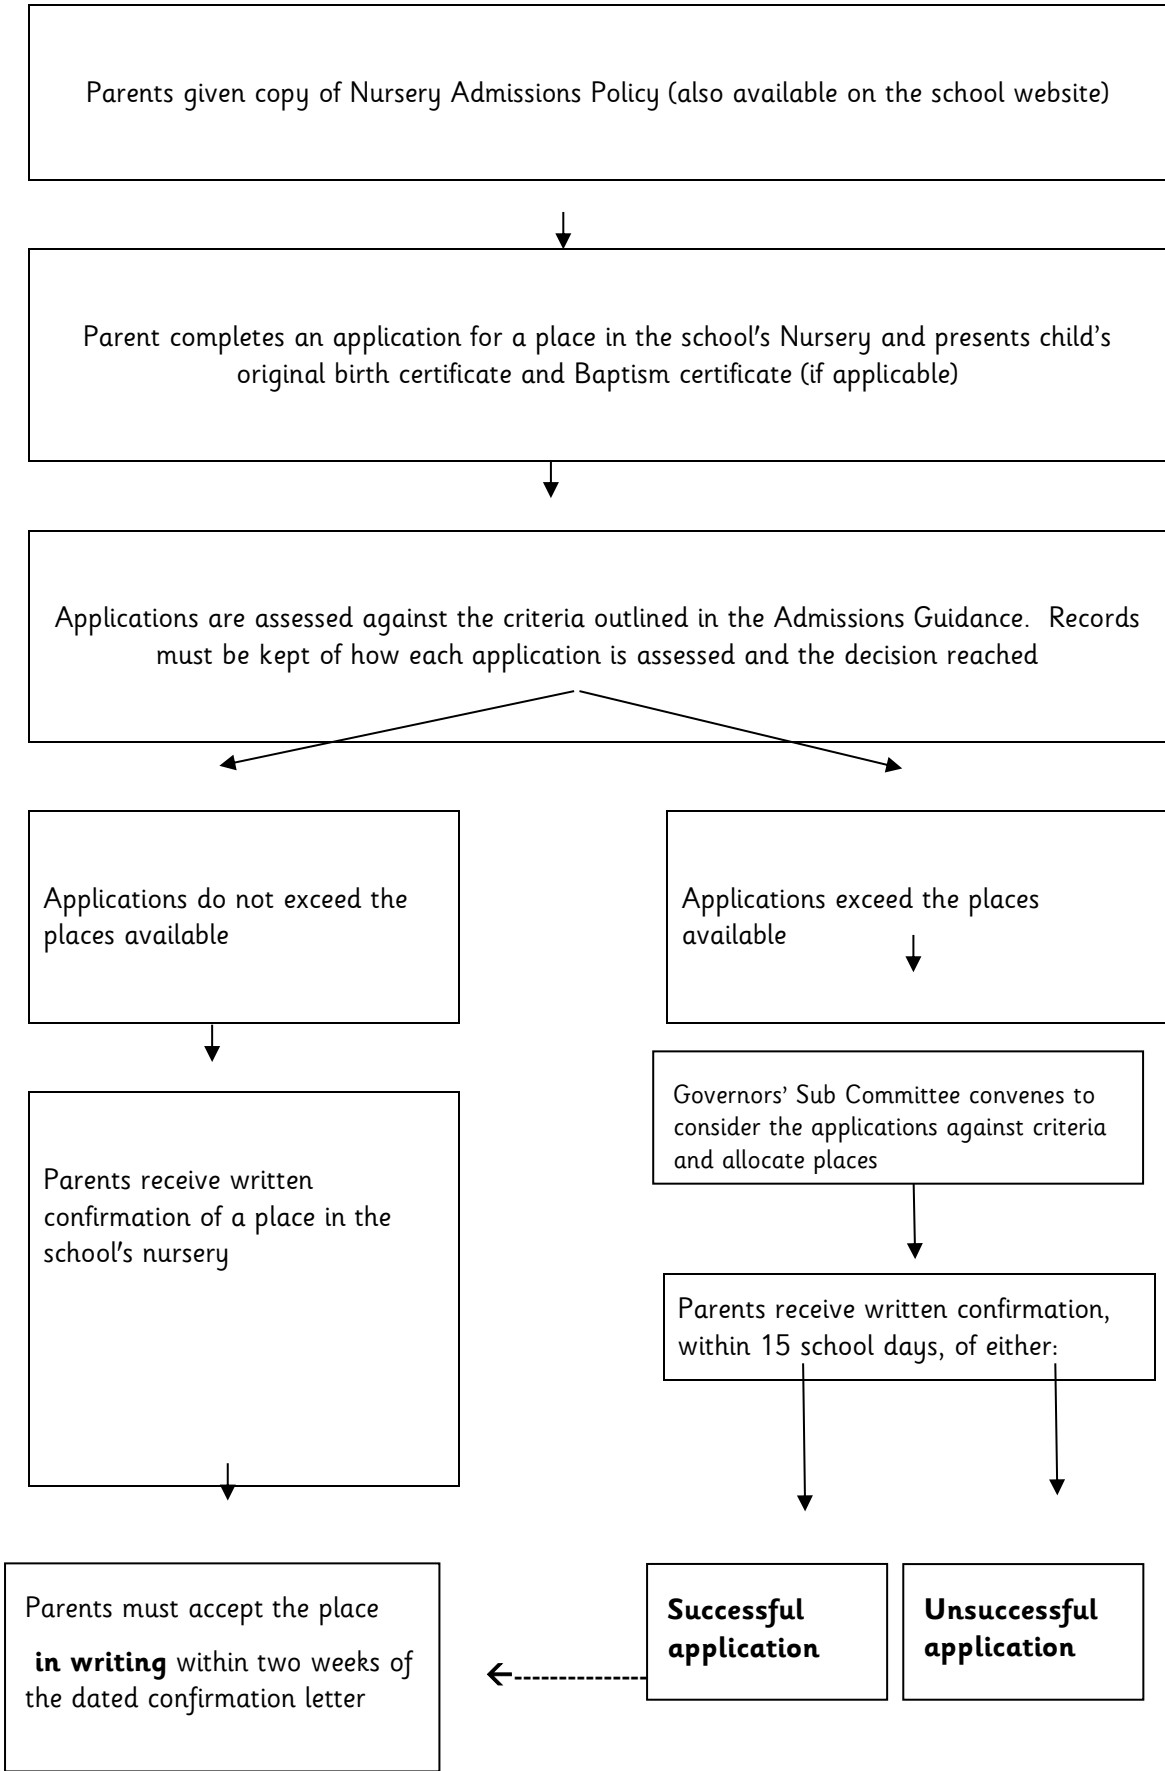 Parents given copy of Nursery Admissions Policy (also available on the school website)
Parent completes an application for a place in the school's Nursery and presents child's
original birth certificate and Baptism certificate (if applicable)
Applications are assessed against the criteria outlined in the Admissions Guidance.  Records
must be kept of how each application is assessed and the decision reached
Applications do not exceed the
places available
Applications exceed the places
available
Parents receive written
confirmation of a place in the
school's nursery
Governors' Sub Committee convenes to
consider the applications against criteria
and allocate places
Parents receive written confirmation,
within 15 school days, of either:
Parents must accept the place
in writing within two weeks of
the dated confirmation letter
Successful
application
Unsuccessful
application